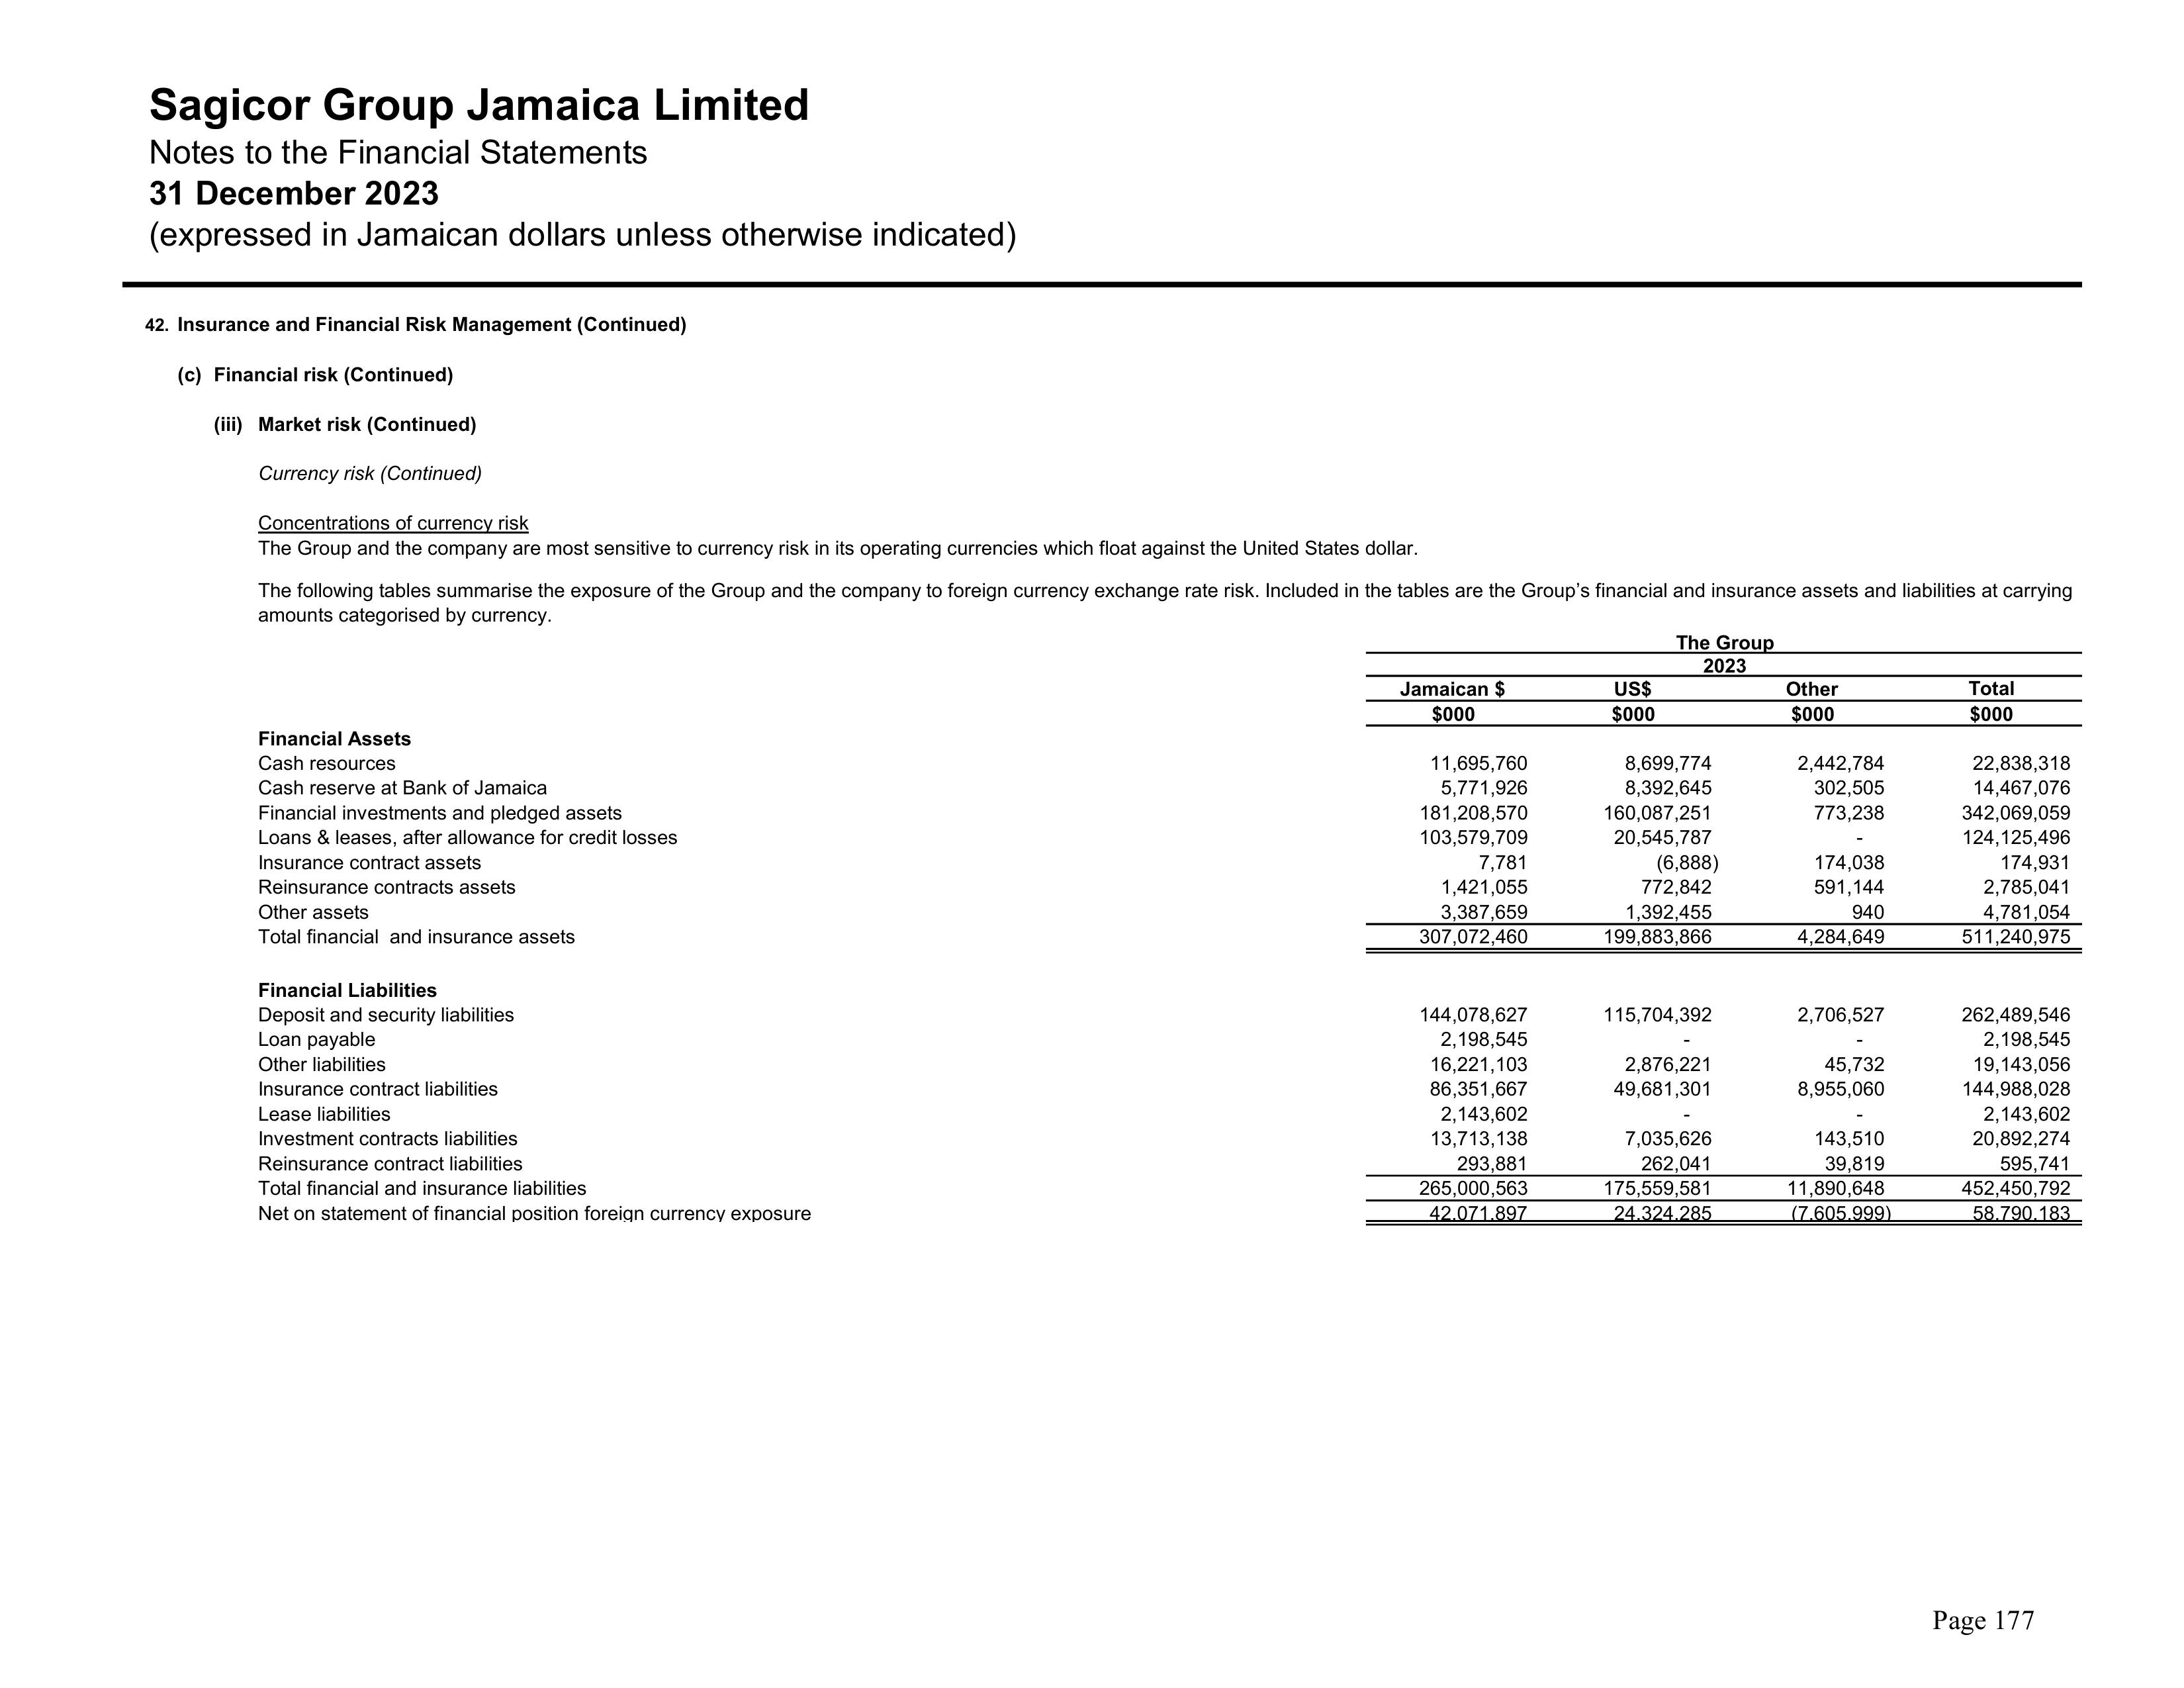 Sagicor Group Jamaica Limited
Notes to the Financial Statements
31 December 2023
(expressed in Jamaican dollars unless otherwise indicated)
42. Insurance and Financial Risk Management (Continued)
(c) Financial risk (Continued)
(iii) Market risk (Continued)
Currency risk (Continued)
Concentrations of currency risk
The Group and the company are most sensitive to currency risk in its operating currencies which float against the United States dollar.
The following tables summarise the exposure of the Group and the company to foreign currency exchange rate risk. Included in the tables are the Group’s financial and insurance assets and liabilities at carrying
amounts categorised by currency.
The Group
2023
Jamaican $ US$ Other Total
$000 $000 $000 $000
Financial Assets
Cash resources 11,695,760 8,699,774 2,442,784 22,838,318
Cash reserve at Bank of Jamaica 5,771,926 8,392,645 302,505 14,467,076
Financial investments and pledged assets 181,208,570 160,087,251 773,238 342,069,059
Loans & leases, after allowance for credit losses 103,579,709 20,545,787 - 124,125,496
Insurance contract assets 7,781 (6,888) 174,038 174,931
Reinsurance contracts assets 1,421,055 772,842 591,144 2,785,041
Other assets 3,387,659 1,392,455 940 4,781,054
Total financial and insurance assets 307,072,460 199,883,866 4,284,649 511,240,975
Financial Liabilities
Deposit and security liabilities 144,078,627 115,704,392 2,706,527 262,489,546
Loan payable 2,198,545 - - 2,198,545
Other liabilities 16,221,103 2,876,221 45,732 19,143,056
Insurance contract liabilities 86,351,667 49,681,301 8,955,060 144,988,028
Lease liabilities 2,143,602 - - 2,143,602
Investment contracts liabilities 13,713,138 7,035,626 143,510 20,892,274
Reinsurance contract liabilities 293,881 262,041 39,819 595,741
Total financial and insurance liabilities 265,000,563 175,559,581 11,890,648 452,450,792
Net on statement of financial position foreign currency exposure 42,071,897 24,324,285 (7,605,999) 58,790,183
Page 177